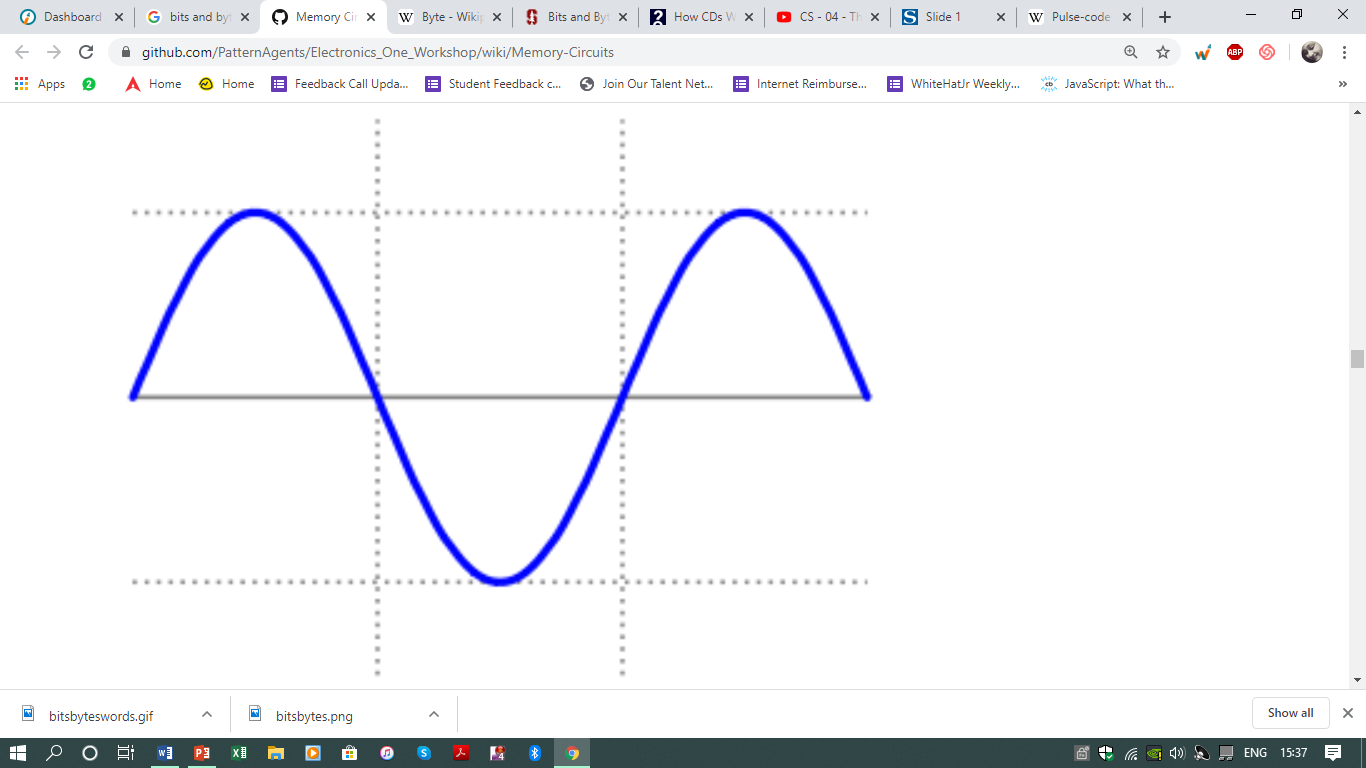 Dashboard
bits and byt
Memory Cir
Byte - Wikip
Bits and Byt
How CDs W
CS - 04 - Th
Slide 1
Pulse-code
github.com/PatternAgents/Electronics_One_Workshop/wiki/Memory-Circuits
Apps
2
Home
Home
Feedback Call Upda...
Student Feedback c...
Join Our Talent Net...
Internet Reimburse...
WhiteHatJr Weekly...
JavaScript: What th...
»
bitsbyteswords.gif
bitsbytes.png
Show all
ENG
15:37